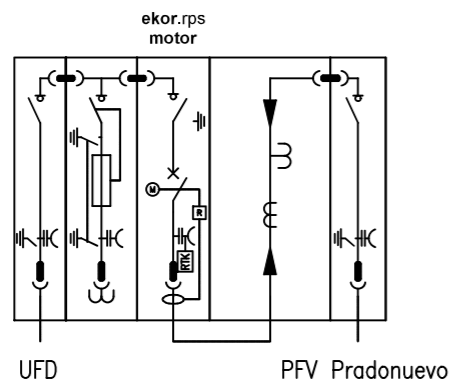 ekor.rps
motor
M
R
RTK
UFD
PFV Pradonuevo